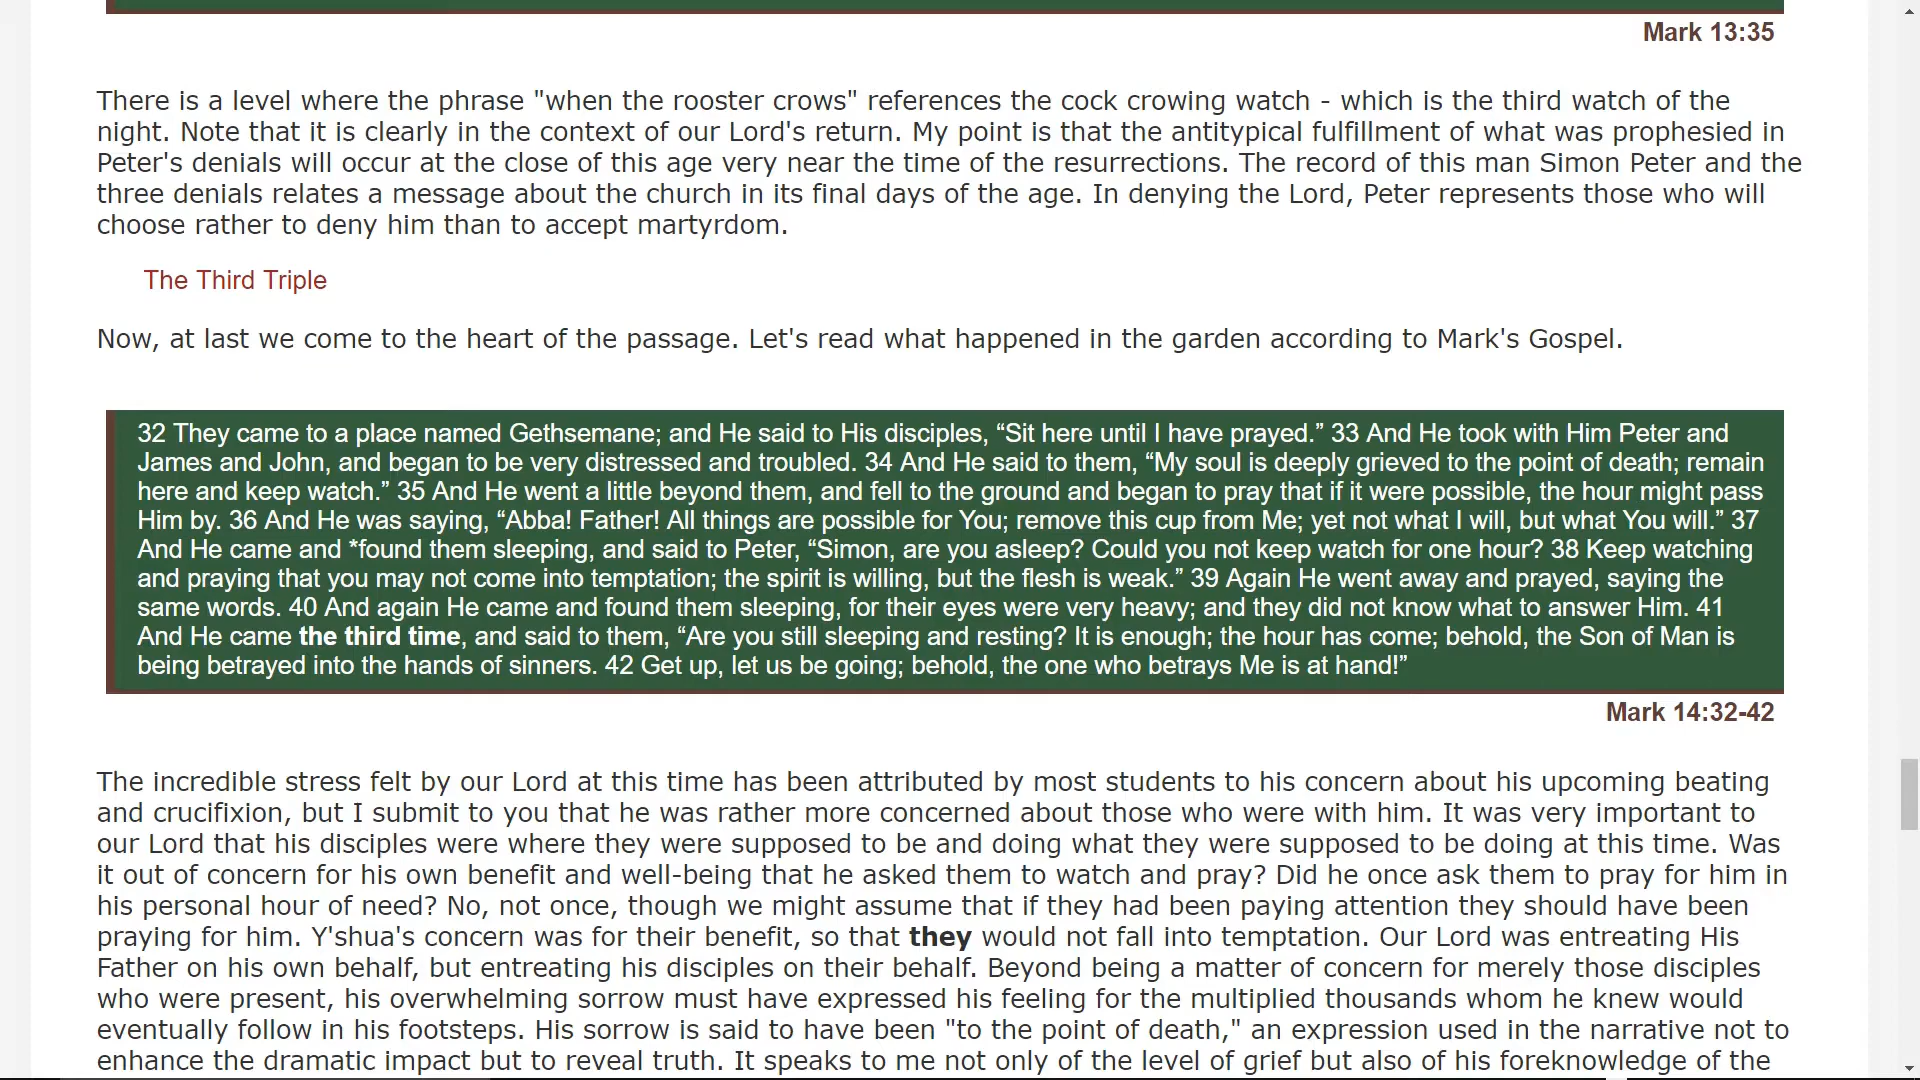 Mark 13:35
There is a level where the phrase "when the rooster crows" references the cock crowing watch - which is the third watch of the
night. Note that it is clearly in the context of our Lord's return. My point is that the antitypical fulfillment of what was prophesied in
Peter's denials will occur at the close of this age very near the time of the resurrections. The record of this man Simon Peter and the
three denials relates a message about the church in its final days of the age. In denying the Lord, Peter represents those who will
choose rather to deny him than to accept martyrdom.
The Third Triple
Now, at last we come to the heart of the passage. Let's read what happened in the garden according to Mark's Gospel.
32 They came to a place named Gethsemane; and He said to His disciples, “Sit here until I have prayed.” 33 And He took with Him Peter and
James and John, and began to be very distressed and troubled. 34 And He said to them, “My soul is deeply grieved to the point of death; remain
here and keep watch.” 35 And He went a little beyond them, and fell to the ground and began to pray that if it were possible, the hour might pass
Him by. 36 And He was saying, “Abba! Father! All things are possible for You; remove this cup from Me; yet not what I will, but what You will.” 37
And He came and *found them sleeping, and said to Peter, “Simon, are you asleep? Could you not keep watch for one hour? 38 Keep watching
and praying that you may not come into temptation; the spirit is willing, but the flesh is weak.” 39 Again He went away and prayed, saying the
same words. 40 And again He came and found them sleeping, for their eyes were very heavy; and they did not know what to answer Him. 41
And He came the third time, and said to them, “Are you still sleeping and resting? It is enough; the hour has come; behold, the Son of Man is
being betrayed into the hands of sinners. 42 Get up, let us be going; behold, the one who betrays Me is at hand!”
Mark 14:32-42
The incredible stress felt by our Lord at this time has been attributed by most students to his concern about his upcoming beating
and crucifixion, but I submit to you that he was rather more concerned about those who were with him. It was very important to
our Lord that his disciples were where they were supposed to be and doing what they were supposed to be doing at this time. Was
it out of concern for his own benefit and well-being that he asked them to watch and pray? Did he once ask them to pray for him in
his personal hour of need? No, not once, though we might assume that if they had been paying attention they should have been
praying for him. Y'shua's concern was for their benefit, so that they would not fall into temptation. Our Lord was entreating His
Father on his own behalf, but entreating his disciples on their behalf. Beyond being a matter of concern for merely those disciples
who were present, his overwhelming sorrow must have expressed his feeling for the multiplied thousands whom he knew would
eventually follow in his footsteps. His sorrow is said to have been "to the point of death," an expression used in the narrative not to
enhance the dramatic impact but to reveal truth. It speaks to me not only of the level of grief but also of his foreknowledge of the